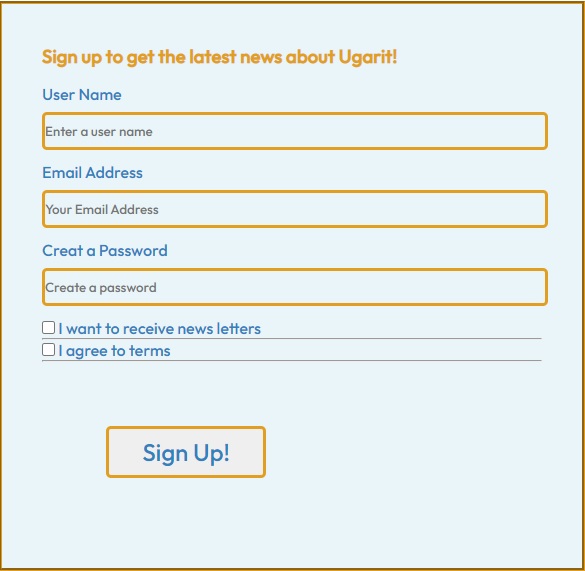 Sign up to get the latest news about Ugarit!
User Name
Enter a user name
Email Address
Your Email Address
Creat a Password
Create a password
I want to receive news letters
I agree to terms
Sign Up!